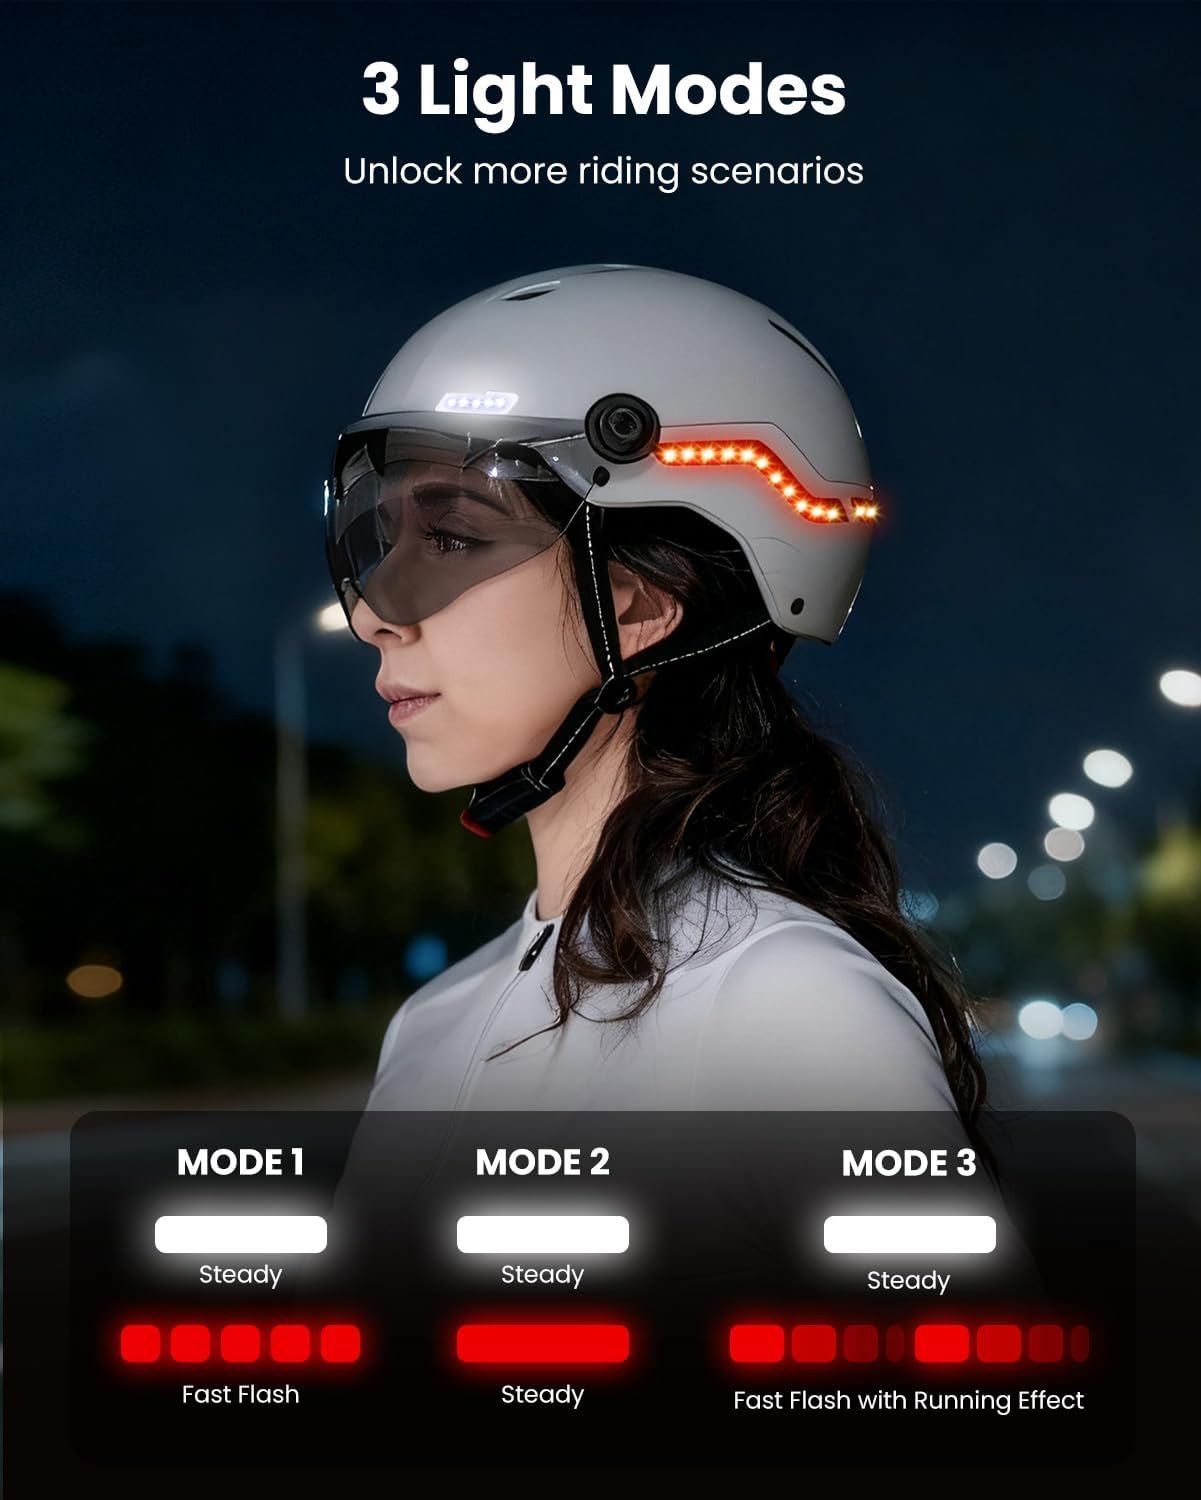 3 Light Modes
Unlock more riding scenarios
MODE 1
Steady
Fast Flash
MODE 2
Steady
Steady
MODE 3
Steady
Fast Flash with Running Effect